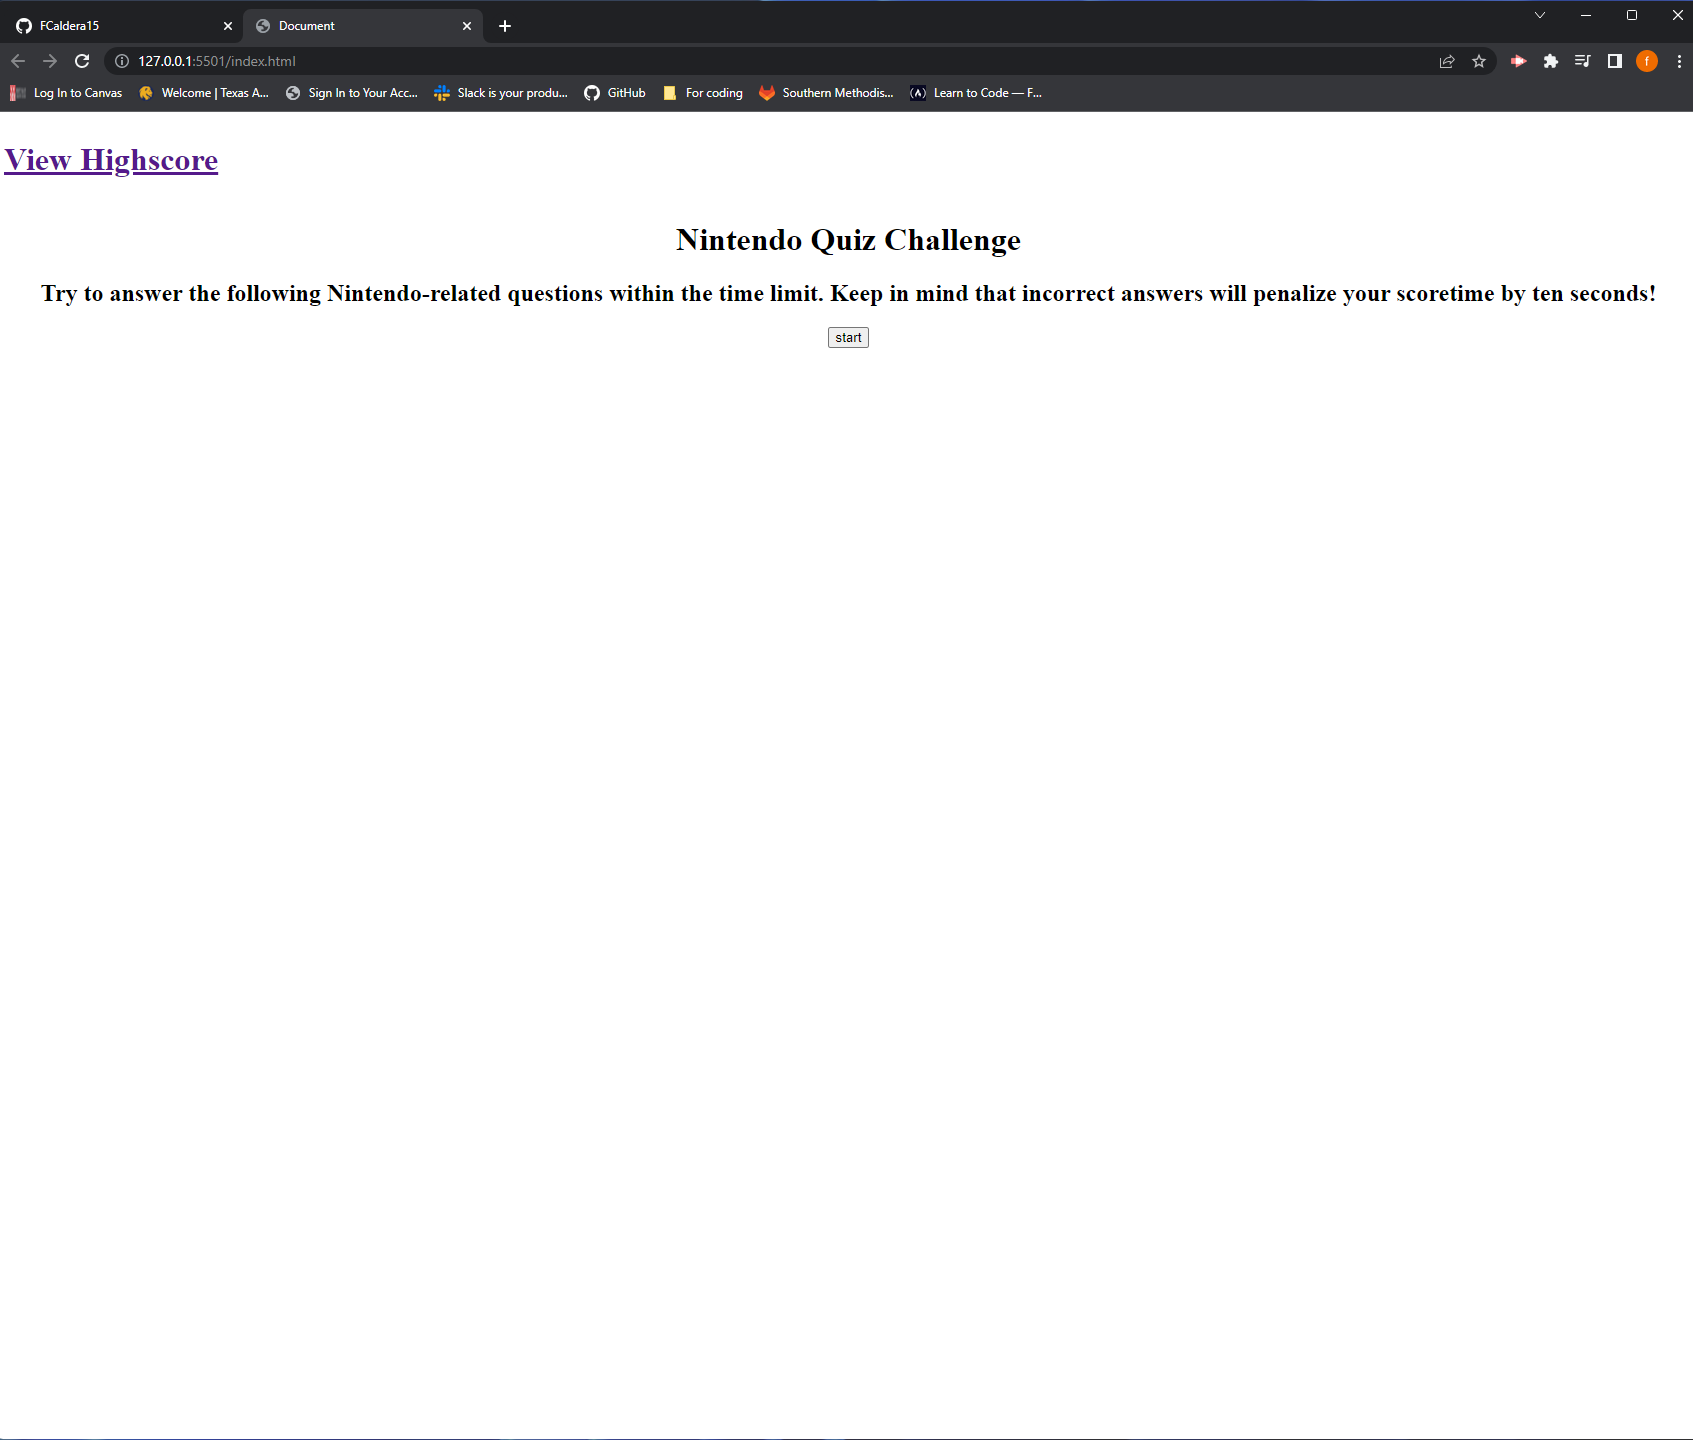 FCaldera15
Document
127.0.0.1:5501/index.html
f
Log In to Canvas
Welcome | Texas A...
Sign In to Your Acc...
Slack is your produ...
GitHub
For coding
Southern Methodis...
Learn to Code — F...
View Highscore
Nintendo Quiz Challenge
Try to answer the following Nintendo-related questions within the time limit. Keep in mind that incorrect answers will penalize your scoretime by ten seconds!
start